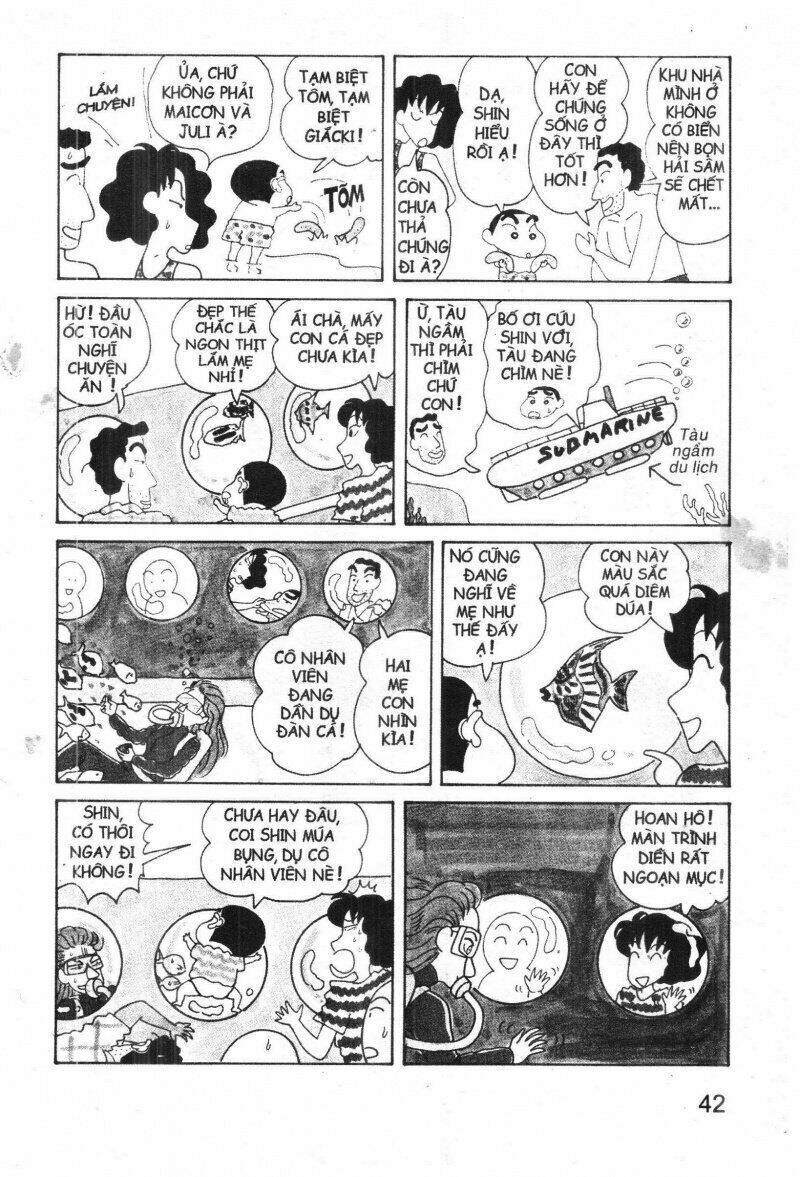 KHU NHÀ
MÌNH Ở
KHÔNG
CÓ BIỂN
NÊN BỌN
HẢI SÂM
SẼ CHẾT
MẤT...
CON
HÃY ĐỂ
CHÚNG
SỐNG Ở
ĐÂY THÌ
TỐT
HƠN!
DẠ,
SHIN
HIỂU
RỒI Ạ!
CÒN
CHƯA
THẢ
CHÚNG
ĐI À?
TẠM BIỆT
TÔM, TẠM
BIỆT
GIẮCKI!
TÕM
ỦA, CHỨ
KHÔNG PHẢI
MAICƠN VÀ
JULI À?
LẮM
CHUYỆN!
BỐ ƠI CỨU
SHIN VỚI,
TÀU ĐANG
CHÌM NÈ!
Ừ, TÀU
NGẦM
THÌ PHẢI
CHÌM
CHỨ
CON!
SUBMARINE
Tàu
ngầm
du lịch
ÁI CHÀ, MẤY
CON CÁ ĐẸP
CHƯA KÌA!
ĐẸP THẾ
CHẮC LÀ
NGON THỊT
LẮM MẸ
NHỈ!
HỪ! ĐẦU
ÓC TOÀN
NGHĨ
CHUYỆN
ĂN!
CON NÀY
MÀU SẮC
QUÁ DIÊM
DÚA!
NÓ CŨNG
ĐANG
NGHĨ VỀ
MẸ NHƯ
THẾ ĐẤY
Ạ!
HAI
MẸ
CON
NHÌN
KÌA!
CÔ NHÂN
VIÊN
ĐANG
DẪN DỤ
ĐÀN CÁ!
HOAN HÔ!
MÀN TRÌNH
DIỄN RẤT
NGOẠN MỤC!
CHƯA HAY ĐÂU,
COI SHIN MÚA
BỤNG, DỤ CÔ
NHÂN VIÊN NÈ!
SHIN,
CÓ THÔI
NGAY ĐI
KHÔNG!
42